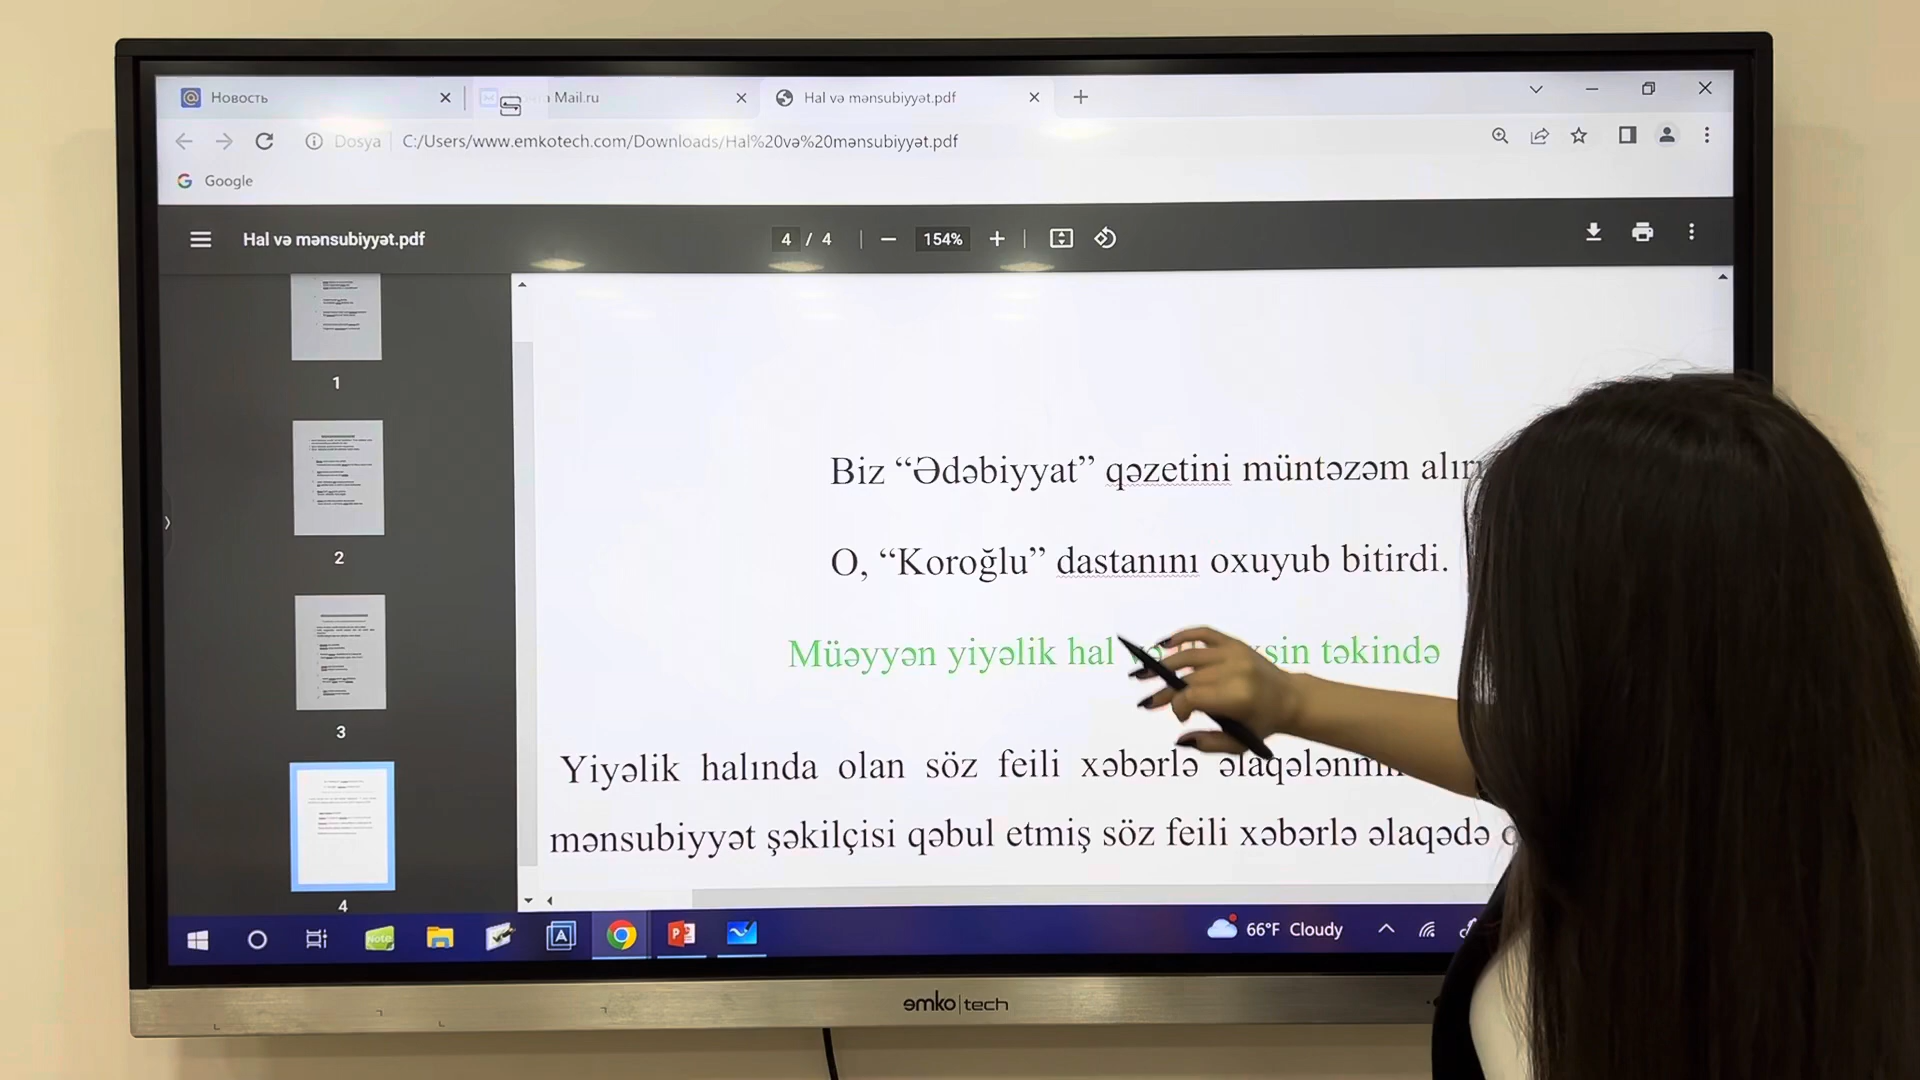 Новость
Mail.ru
Hal və mənsubiyyət.pdf
Dosya
C:/Users/www.emkotech.com/Downloads/Hal%20və%20mənsubiyyət.pdf
Google
Hal və mənsubiyyət.pdf
4 / 4
154%
1
2
3
4
Biz “Ədəbiyyat” qəzetini müntəzəm
O, “Koroğlu” dastanını oxuyub bitirdi.
Müəyyən yiyəlik hal təkində
Yiyəlik halında olan söz feili xəbərlə
mənsubiyyət şəkilçisi qəbul etmiş söz feili xəbərlə əlaqədə
Note
66°F Cloudy
emko|tech